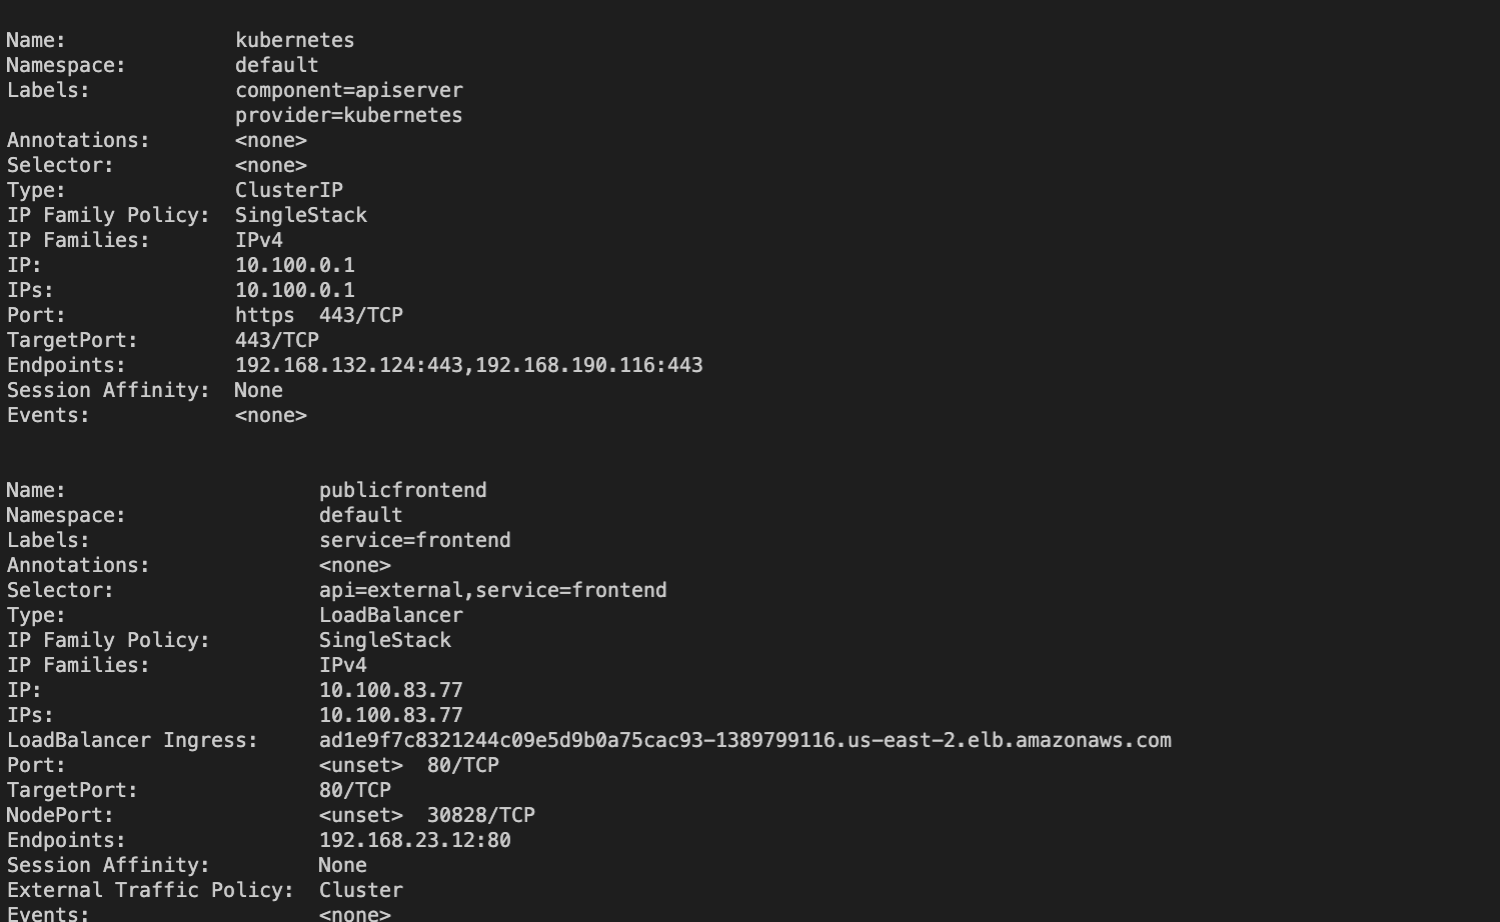 Name:              kubernetes
Namespace:         default
Labels:            component=apiserver
                   provider=kubernetes
Annotations:       <none>
Selector:          <none>
Type:              ClusterIP
IP Family Policy:  SingleStack
IP Families:       IPv4
IP:                10.100.0.1
IPs:               10.100.0.1
Port:              https  443/TCP
TargetPort:        443/TCP
Endpoints:         192.168.132.124:443,192.168.190.116:443
Session Affinity:  None
Events:            <none>
Name:                     publicfrontend
Namespace:                default
Labels:                   service=frontend
Annotations:              <none>
Selector:                 api=external,service=frontend
Type:                     LoadBalancer
IP Family Policy:         SingleStack
IP Families:              IPv4
IP:                       10.100.83.77
IPs:                      10.100.83.77
LoadBalancer Ingress:     ad1e9f7c8321244c09e5d9b0a75cac93-1389799116.us-east-2.elb.amazonaws.com
Port:                     <unset>  80/TCP
TargetPort:               80/TCP
NodePort:                 <unset>  30828/TCP
Endpoints:                192.168.23.12:80
Session Affinity:         None
External Traffic Policy:  Cluster
Events:                   <none>